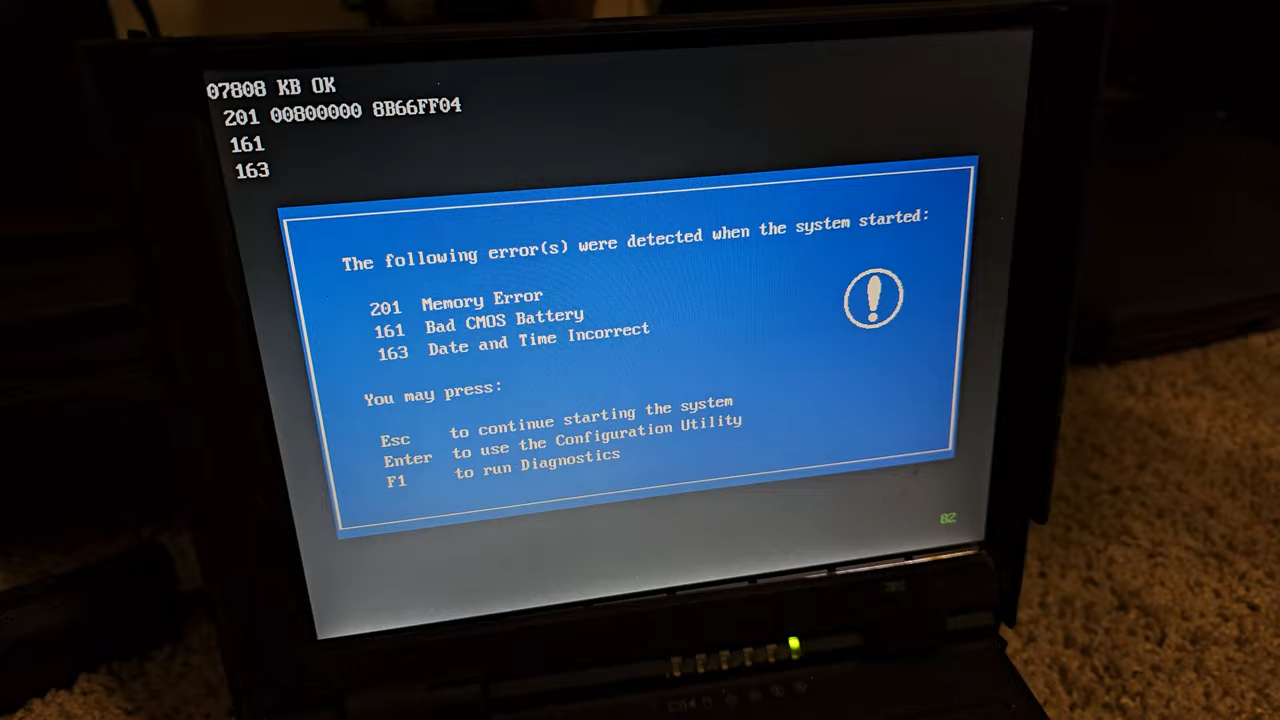 07808 KB OK
201 00800000 8B66FF04
161
163
The following error(s) were detected when the system started:
201 Memory Error
161 Bad CMOS Battery
163 Date and Time Incorrect
You may press:
Esc to continue starting the system
Enter to use the Configuration Utility
F1 to run Diagnostics
82